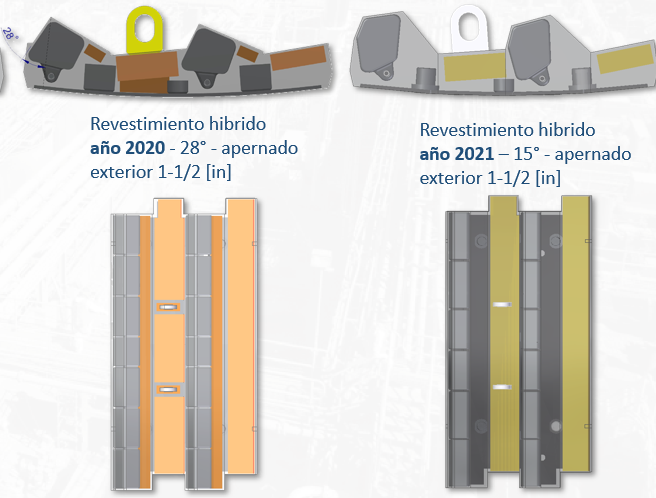 28°
Revestimiento hibrido
año 2020 - 28° - apernado
exterior 1-1/2 [in]
Revestimiento hibrido
año 2021 – 15° - apernado
exterior 1-1/2 [in]